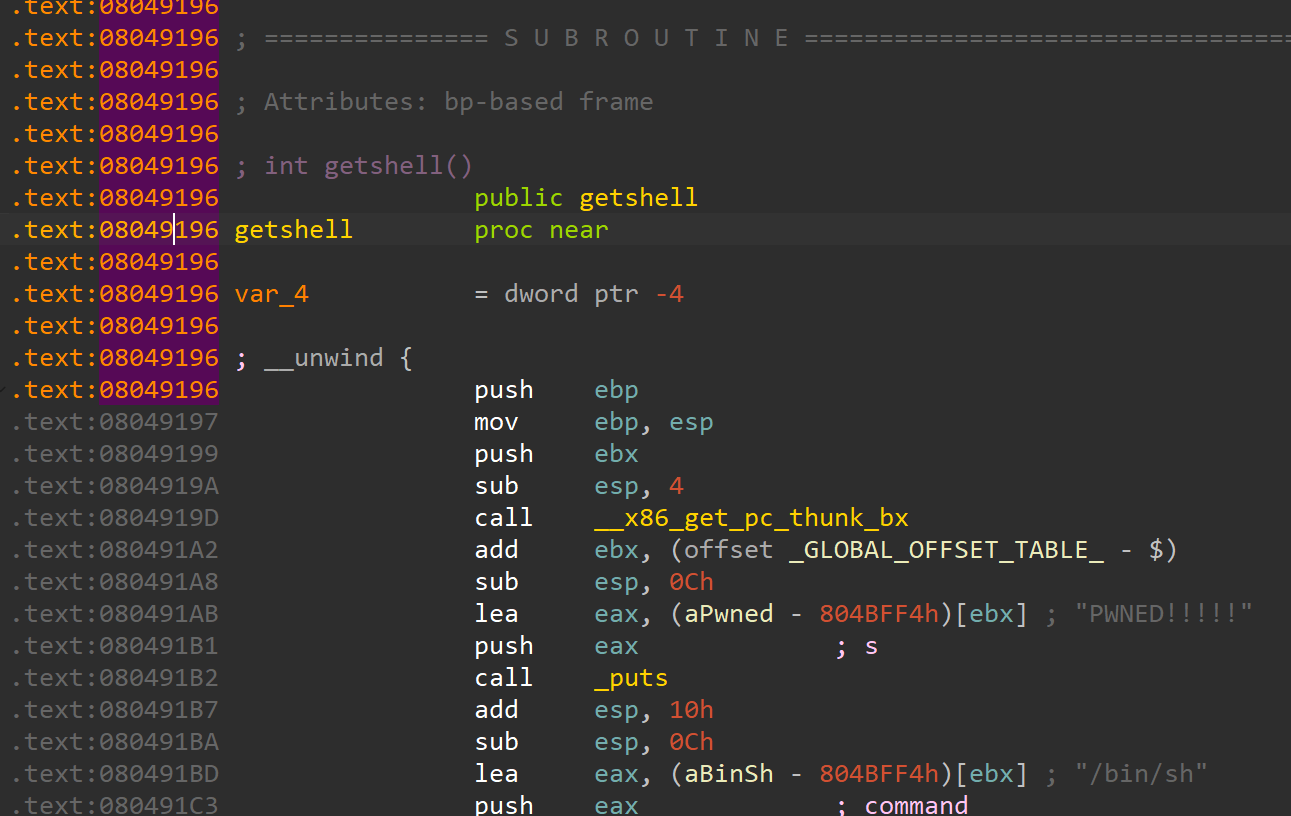 .text:08049196
.text:08049196 ; =============== S U B R O U T I N E =================================
.text:08049196
.text:08049196 ; Attributes: bp-based frame
.text:08049196
.text:08049196 ; int getshell()
.text:08049196                 public getshell
.text:08049196 getshell        proc near
.text:08049196
.text:08049196 var_4           = dword ptr -4
.text:08049196
.text:08049196 ; __unwind {
.text:08049196                 push    ebp
.text:08049197                 mov     ebp, esp
.text:08049199                 push    ebx
.text:0804919A                 sub     esp, 4
.text:0804919D                 call    __x86_get_pc_thunk_bx
.text:080491A2                 add     ebx, (offset _GLOBAL_OFFSET_TABLE_ - $)
.text:080491A8                 sub     esp, 0Ch
.text:080491AB                 lea     eax, (aPwned - 804BFF4h)[ebx] ; "PWNED!!!!!"
.text:080491B1                 push    eax             ; s
.text:080491B2                 call    _puts
.text:080491B7                 add     esp, 10h
.text:080491BA                 sub     esp, 0Ch
.text:080491BD                 lea     eax, (aBinSh - 804BFF4h)[ebx] ; "/bin/sh"
.text:080491C3                 push    eax             ; command